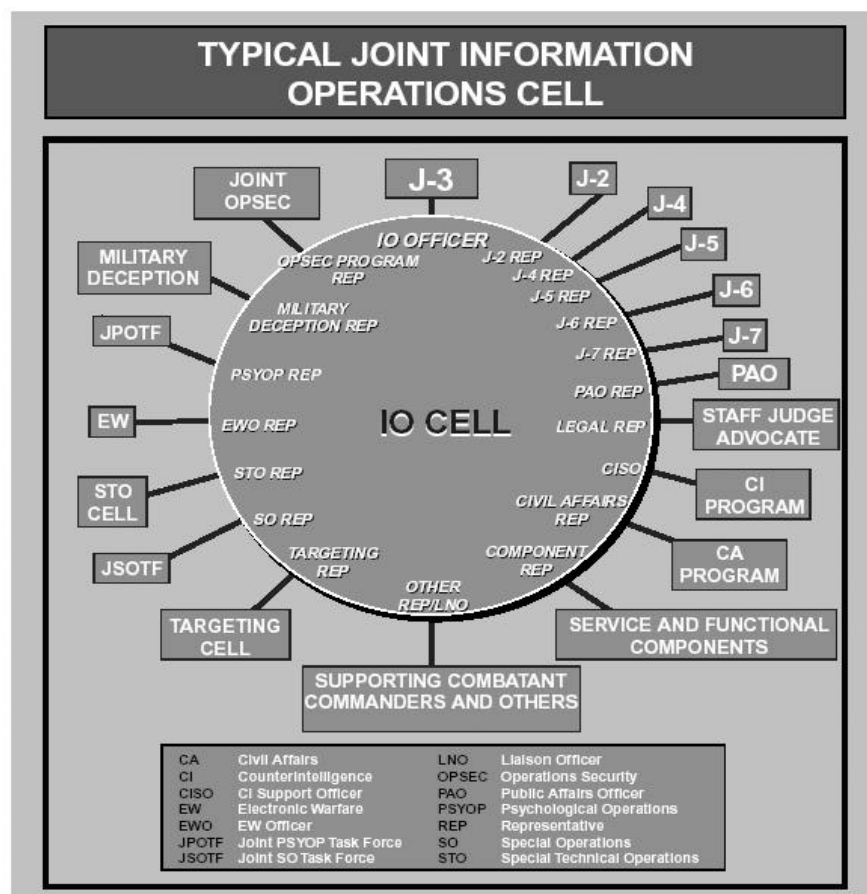 TYPICAL JOINT INFORMATION
OPERATIONS CELL
J-3
J-2
J-4
J-5
J-6
J-7
PAO
STAFF JUDGE
ADVOCATE
CI
PROGRAM
CA
PROGRAM
SERVICE AND FUNCTIONAL
COMPONENTS
SUPPORTING COMBATANT
COMMANDERS AND OTHERS
TARGETING
CELL
JSOTF
STO
CELL
EW
JPOTF
MILITARY
DECEPTION
JOINT
OPSEC
IO OFFICER
J-2 REP
J-4 REP
J-5 REP
J-6 REP
J-7 REP
PAO REP
LEGAL REP
CISO
CIVIL AFFAIRS
REP
COMPONENT
REP
OTHER
REP/LNO
TARGETING
REP
SO REP
STO REP
EWO REP
PSYOP REP
MILITARY
DECEPTION REP
OPSEC PROGRAM
REP
IO CELL
CA Civil Affairs
CI Counterintelligence
CISO CI Support Officer
EW Electronic Warfare
EWO EW Officer
JPOTF Joint PSYOP Task Force
JSOTF Joint SO Task Force
LNO Liaison Officer
OPSEC Operations Security
PAO Public Affairs Officer
PSYOP Psychological Operations
REP Representative
SO Special Operations
STO Special Technical Operations